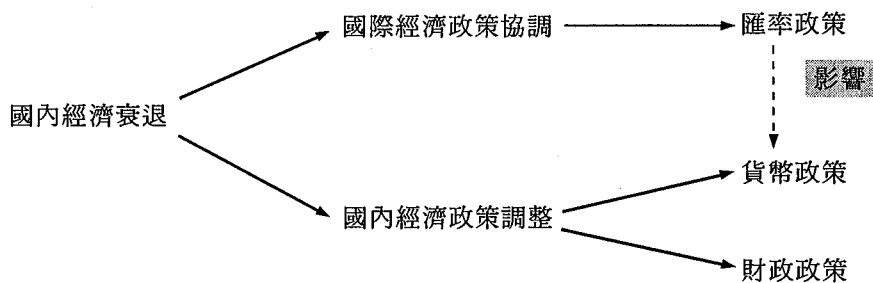 國際經濟政策協調
匯率政策
影響
國內經濟衰退
貨幣政策
國內經濟政策調整
財政政策